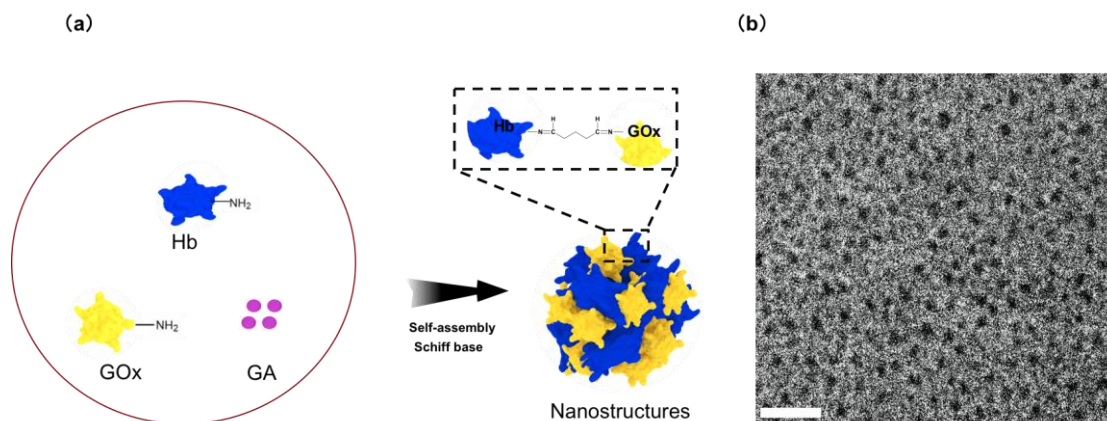 （a）
（b）
H H
Hb N=C C=N GOx
NH₂
Hb
NH₂
GOx GA
Self-assembly
Schiff base
Nanostructures